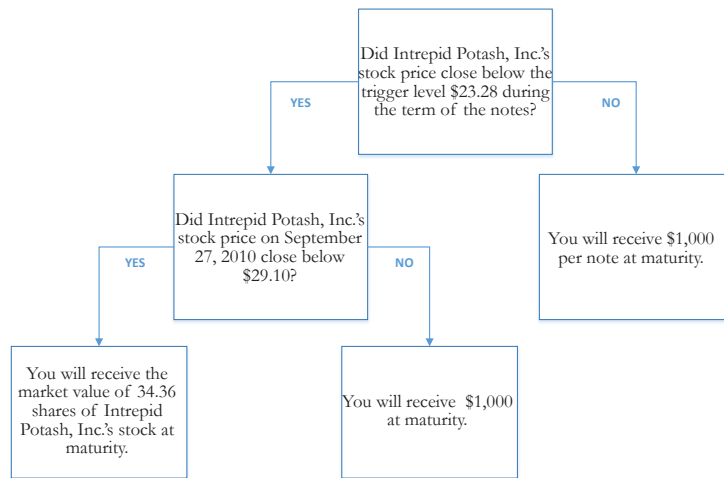 Did Intrepid Potash, Inc.'s
stock price close below the
trigger level $23.28 during
the term of the notes?
YES
NO
Did Intrepid Potash, Inc.'s
stock price on September
27, 2010 close below
$29.10?
You will receive $1,000
per note at maturity.
YES
NO
You will receive the
market value of 34.36
shares of Intrepid
Potash, Inc.'s stock at
maturity.
You will receive $1,000
at maturity.